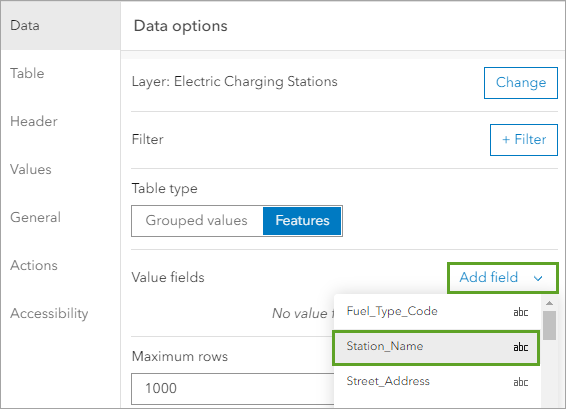 Data
Table
Header
Values
General
Actions
Accessibility
Data options
Layer: Electric Charging Stations
Change
Filter
+ Filter
Table type
Grouped values
Features
Value fields
Add field
No value f
Fuel_Type_Code abc
Station_Name abc
Street_Address abc
Maximum rows
1000